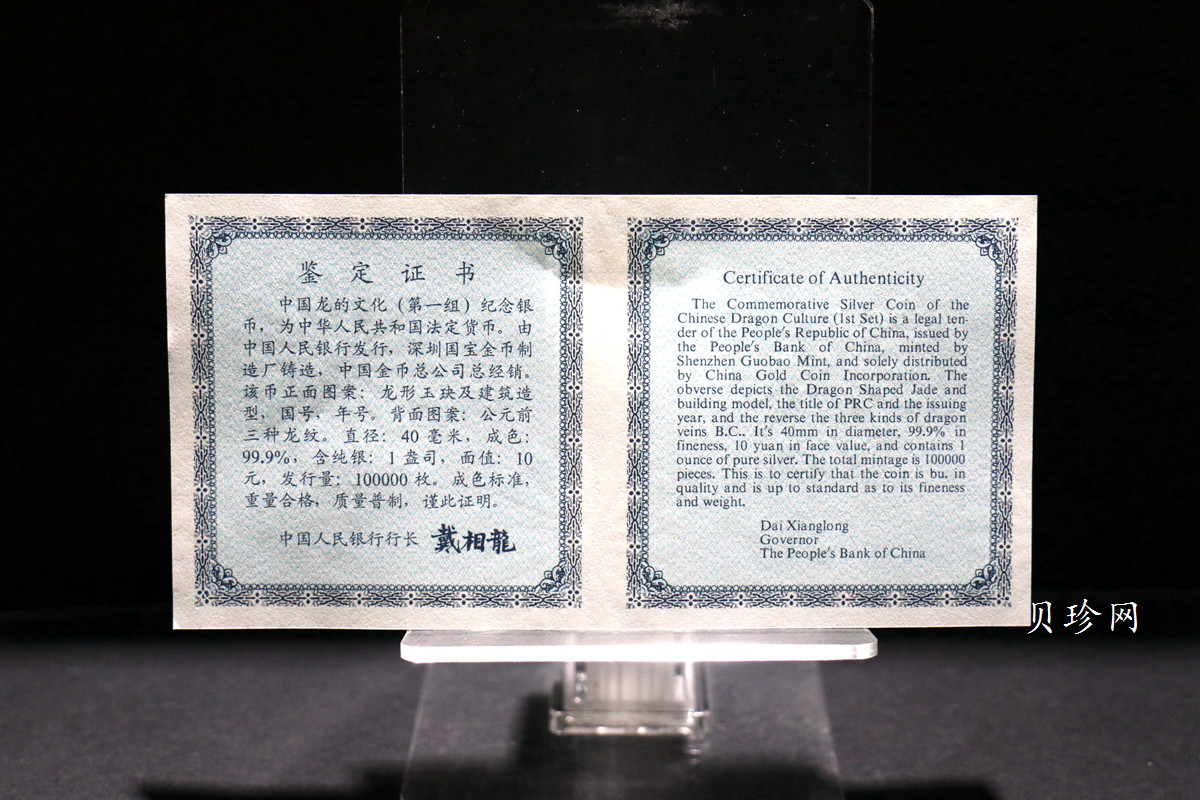 鉴定证书
中国龙的文化（第一组）纪念银
币，为中华人民共和国法定货币。由
中国人民银行发行，深圳国宝金币制
造厂铸造，中国金币总公司总经销。
该币正面图案：龙形玉玦及建筑造
型，国号，年号。背面图案：公元前
三种龙纹。直径：40毫米，成色：
99.9%，含纯银：1盎司，面值：10
元，发行量：100000枚。成色标准，
重量合格，质量普制，谨此证明。
中国人民银行行长 戴相龍
Certificate of Authenticity
The Commemorative Silver Coin of the
Chinese Dragon Culture (1st Set) is a legal ten-
der of the People's Republic of China, issued by
the People's Bank of China, minted by
Shenzhen Guobao Mint, and solely distributed
by China Gold Coin Incorporation. The
obverse depicts the Dragon Shaped Jade and
building model, the title of PRC and the issuing
year, and the reverse the three kinds of dragon
veins B.C.. It's 40mm in diameter, 99.9% in
fineness, 10 yuan in face value, and contains 1
ounce of pure silver. The total mintage is 100000
pieces. This is to certify that the coin is bu. in
quality and is up to standard as to its fineness
and weight.
Dai Xianglong
Governor
The People's Bank of China
贝珍网